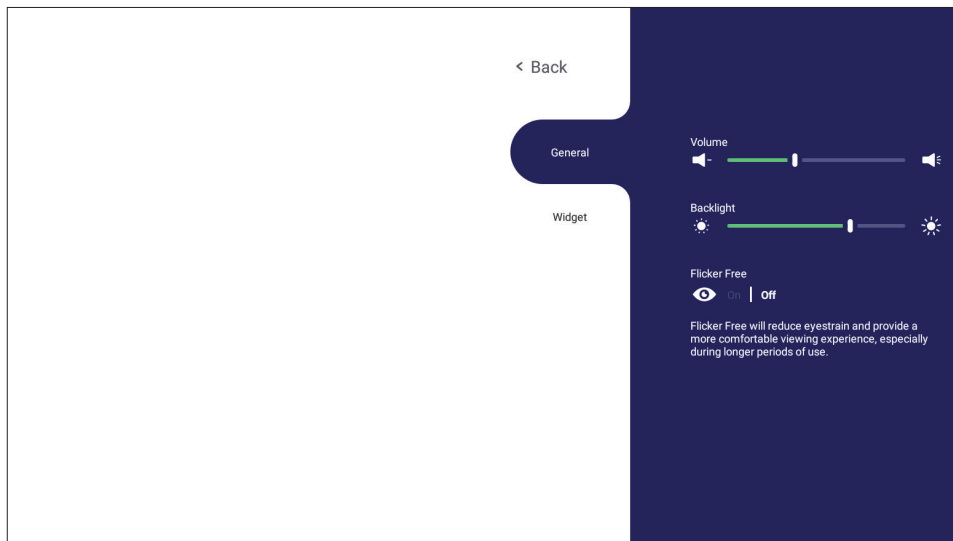 < Back
General
Widget
Volume
Backlight
Flicker Free
On | Off
Flicker Free will reduce eyestrain and provide a
more comfortable viewing experience, especially
during longer periods of use.